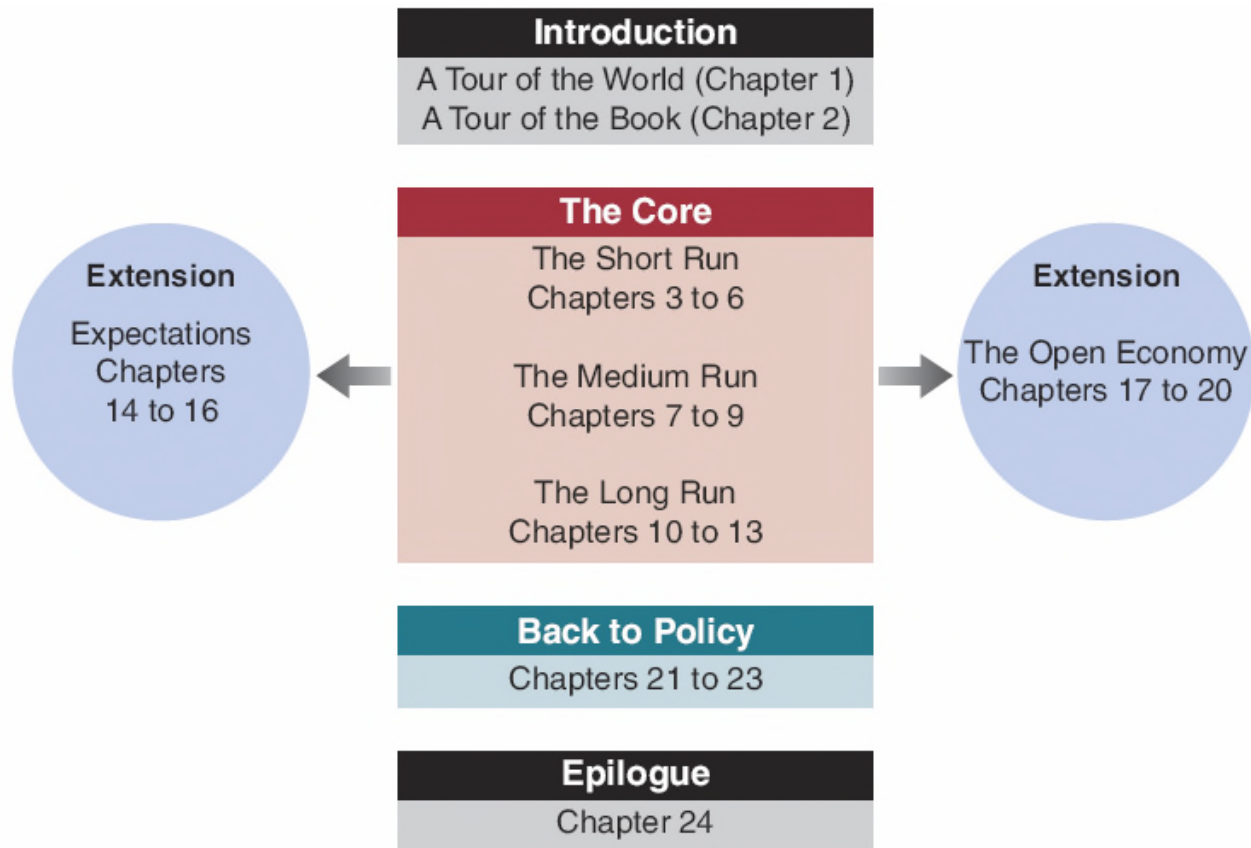 Introduction
A Tour of the World (Chapter 1)
A Tour of the Book (Chapter 2)
The Core
The Short Run
Chapters 3 to 6
The Medium Run
Chapters 7 to 9
The Long Run
Chapters 10 to 13
Extension
Expectations
Chapters
14 to 16
Extension
The Open Economy
Chapters 17 to 20
Back to Policy
Chapters 21 to 23
Epilogue
Chapter 24